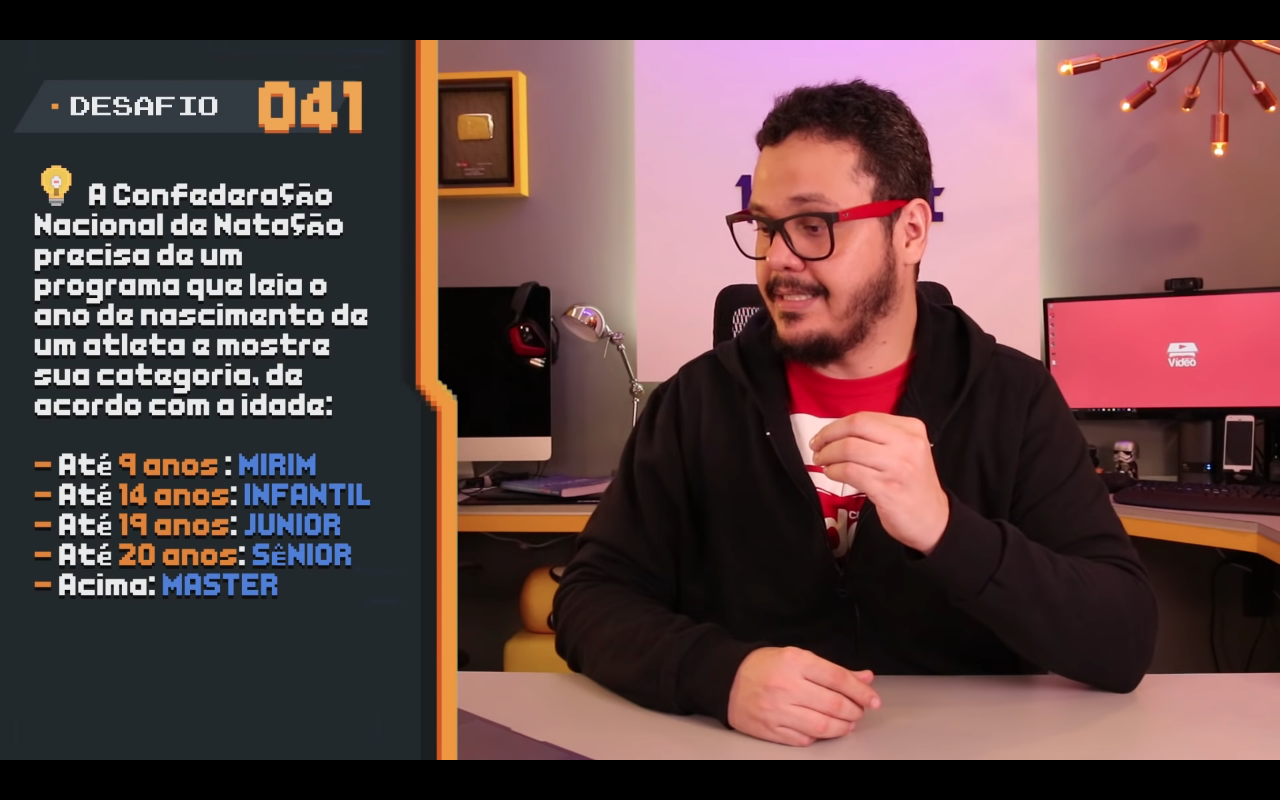 DESAFIO 041
💡 A Confederação
Nacional de Natação
precisa de um
programa que leia o
ano de nascimento de
um atleta e mostre
sua categoria, de
acordo com a idade:
- Até 9 anos : MIRIM
- Até 14 anos: INFANTIL
- Até 19 anos: JUNIOR
- Até 20 anos: SÊNIOR
- Acima: MASTER
Vídeo